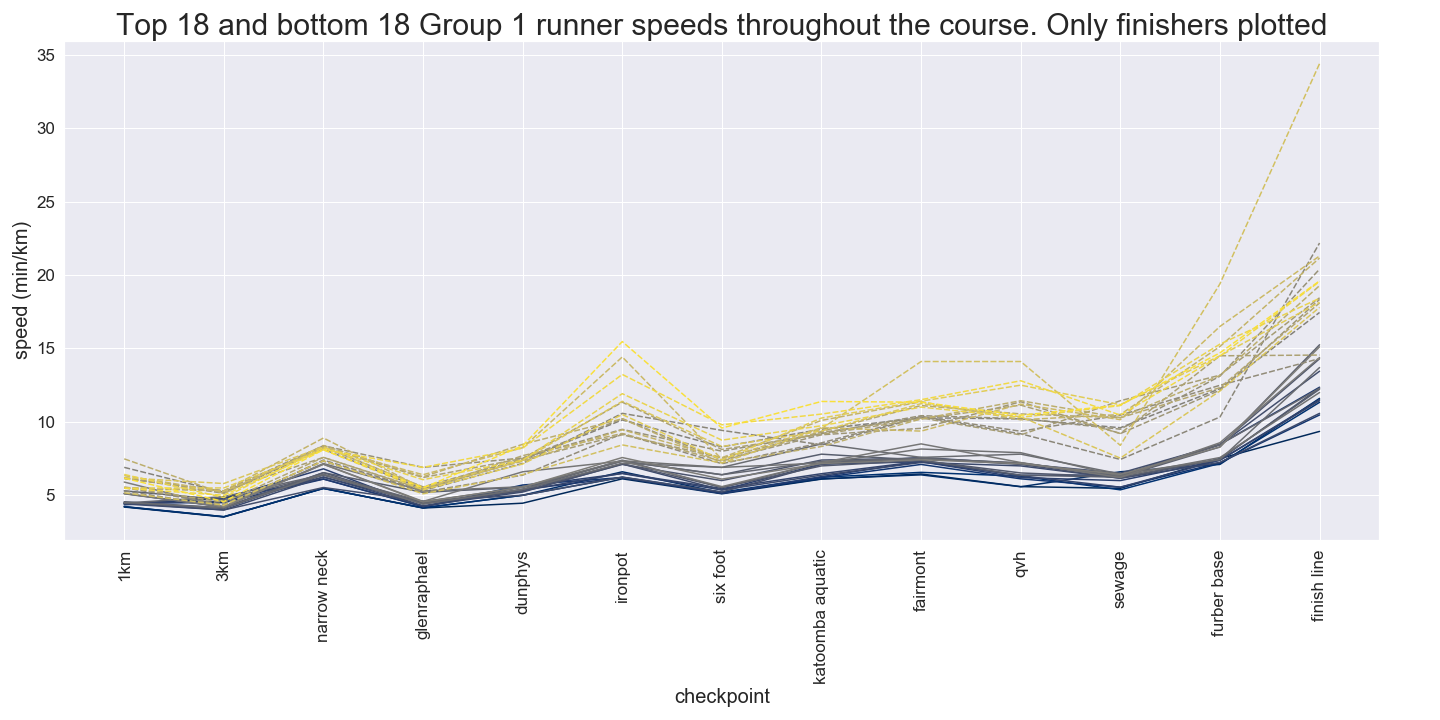 Top 18 and bottom 18 Group 1 runner speeds throughout the course. Only finishers plotted
35
30
25
20
15
10
5
speed (min/km)
1km
3km
narrow neck
glenraphael
dunphys
ironpot
six foot
katoomba aquatic
fairmont
qvh
sewage
furber base
finish line
checkpoint